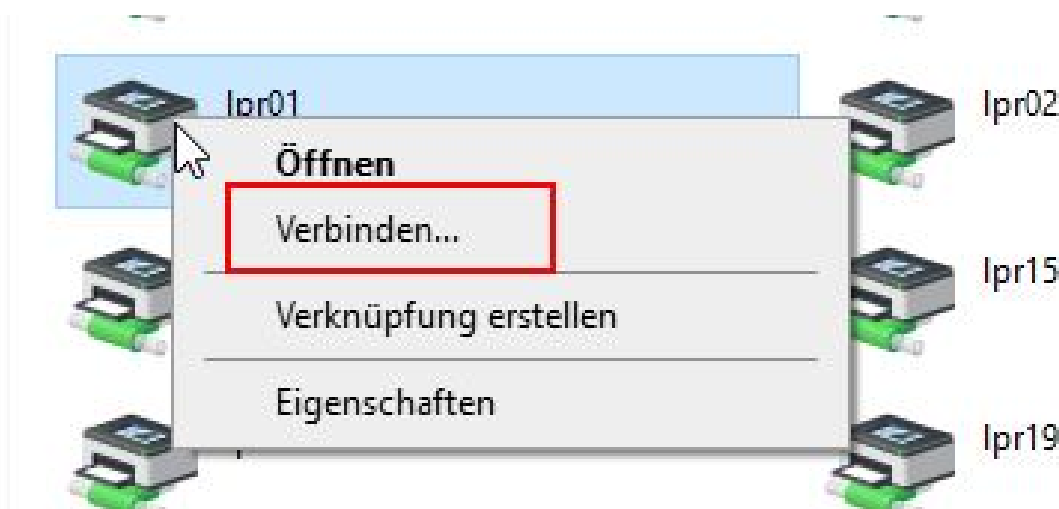 lpr01
lpr02
Öffnen
Verbinden...
lpr15
Verknüpfung erstellen
Eigenschaften
lpr19